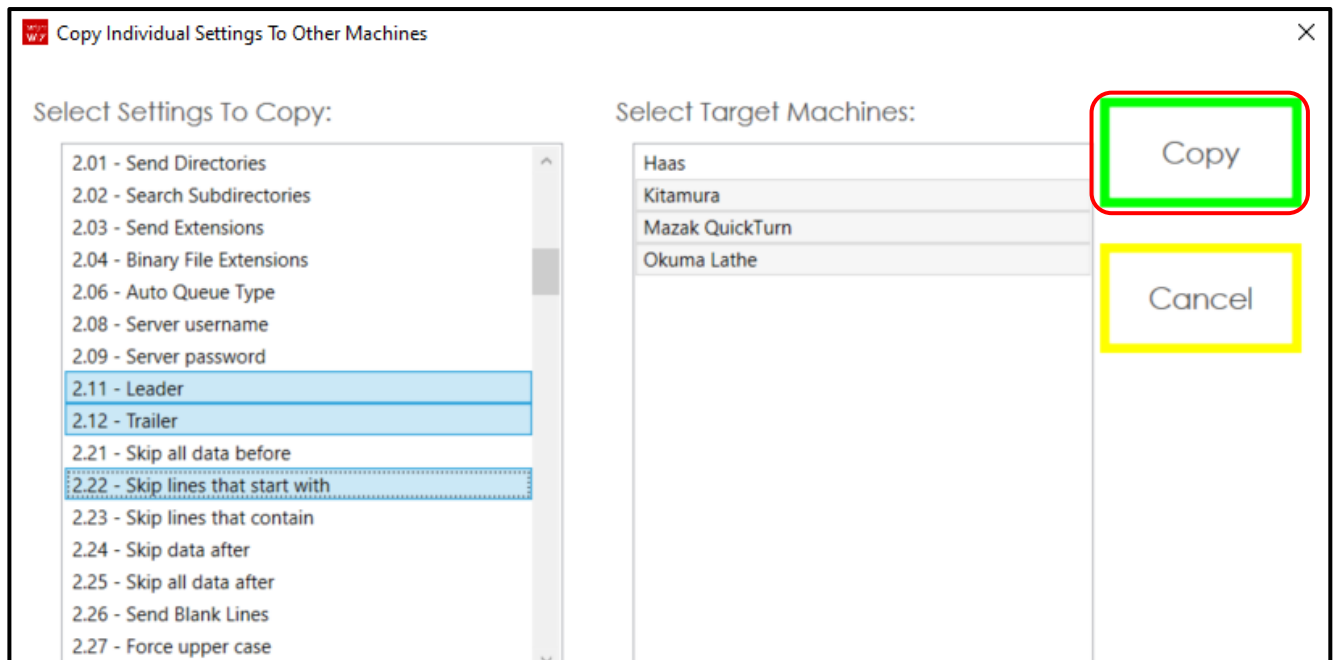 Copy Individual Settings To Other Machines
Select Settings To Copy:
2.01 - Send Directories
2.02 - Search Subdirectories
2.03 - Send Extensions
2.04 - Binary File Extensions
2.06 - Auto Queue Type
2.08 - Server username
2.09 - Server password
2.11 - Leader
2.12 - Trailer
2.21 - Skip all data before
2.22 - Skip lines that start with
2.23 - Skip lines that contain
2.24 - Skip data after
2.25 - Skip all data after
2.26 - Send Blank Lines
2.27 - Force upper case
Select Target Machines:
Haas
Kitamura
Mazak QuickTurn
Okuma Lathe
Copy
Cancel